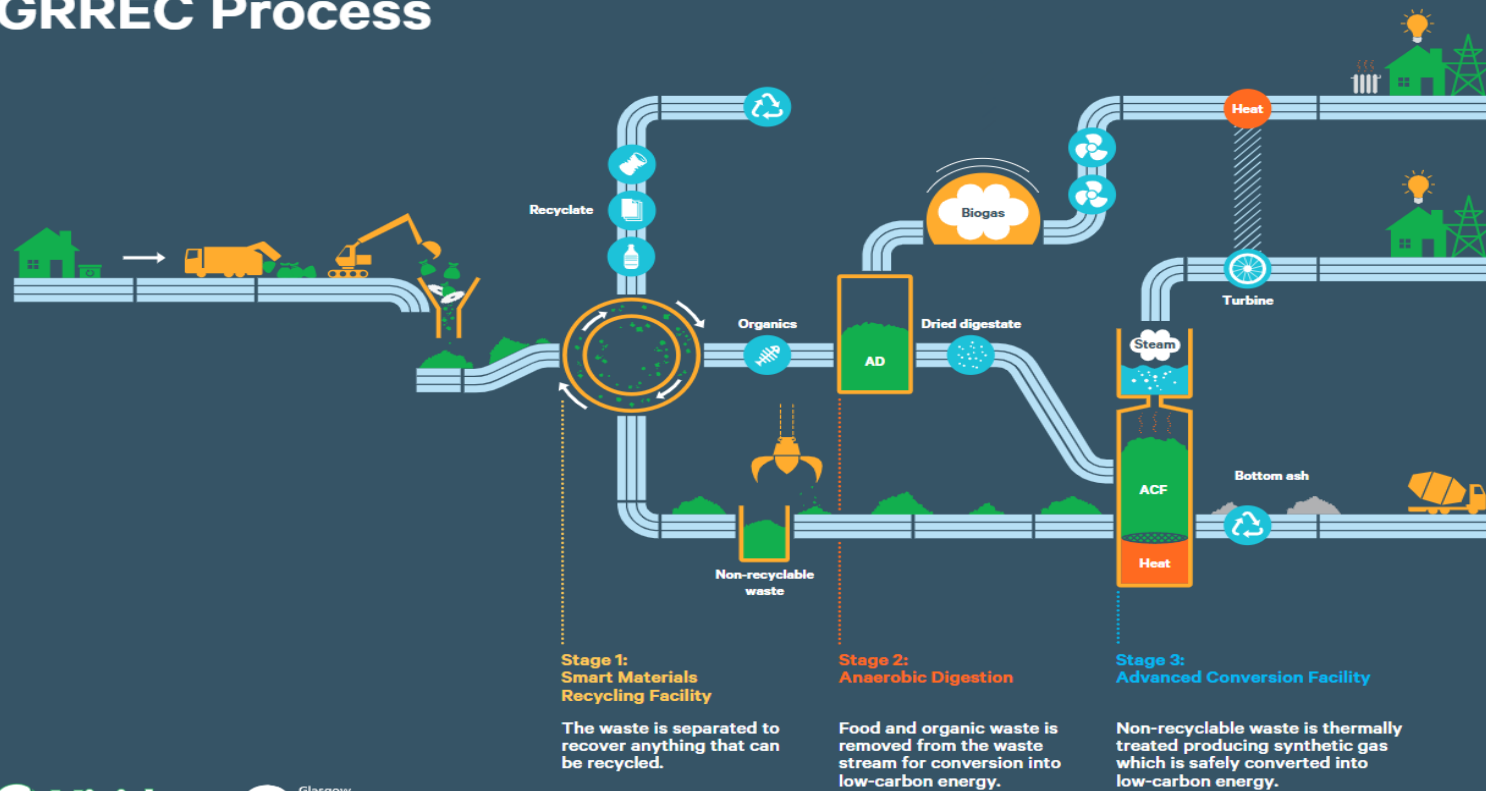 GRREC Process
Recyclate
Organics
Biogas
Heat
Turbine
Dried digestate
AD
Steam
ACF
Heat
Bottom ash
Non-recyclable
waste
Stage 1:
Smart Materials
Recycling Facility
The waste is separated to
recover anything that can
be recycled.
Stage 2:
Anaerobic Digestion
Food and organic waste is
removed from the waste
stream for conversion into
low-carbon energy.
Stage 3:
Advanced Conversion Facility
Non-recyclable waste is thermally
treated producing synthetic gas
which is safely converted into
low-carbon energy.
Glasgow